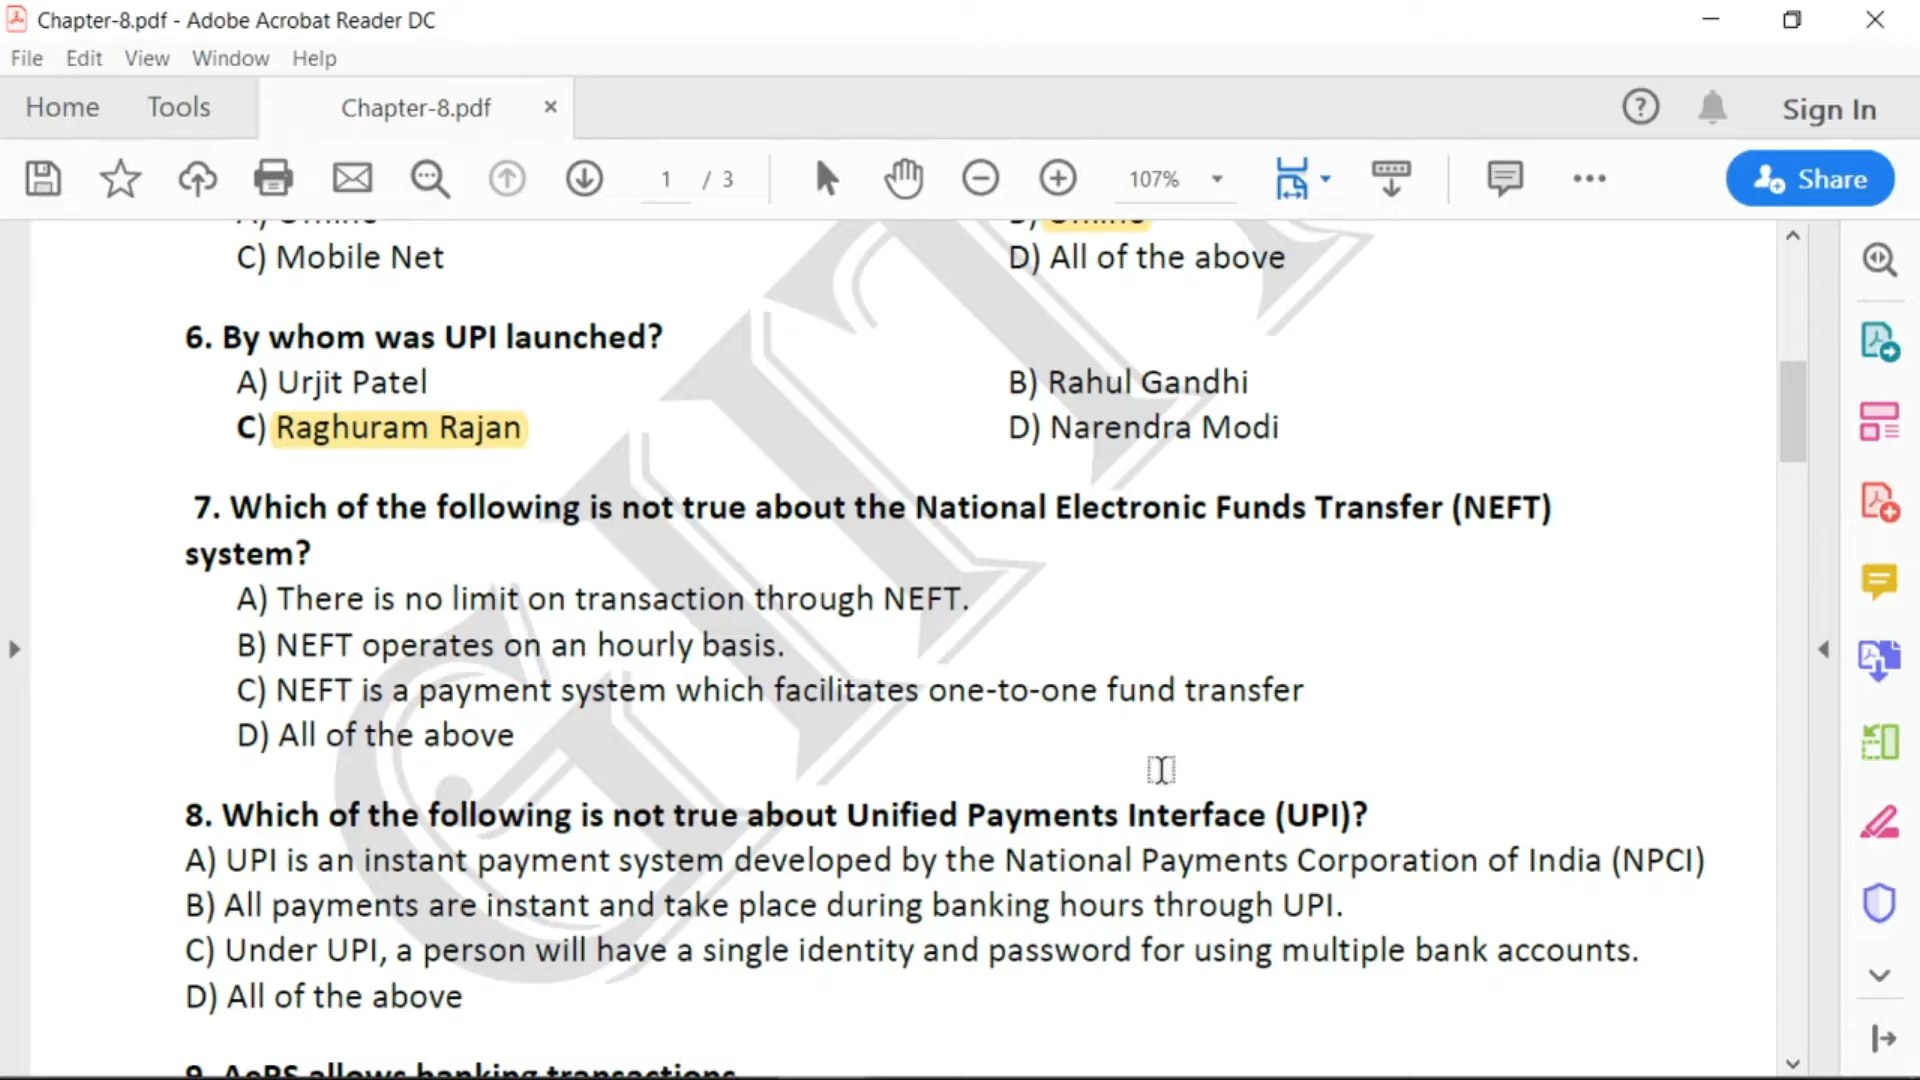 Chapter-8.pdf - Adobe Acrobat Reader DC
File Edit View Window Help
Home Tools Chapter-8.pdf × Sign In
1 / 3 107% Share
C) Mobile Net D) All of the above
6. By whom was UPI launched?
A) Urjit Patel B) Rahul Gandhi
C) Raghuram Rajan D) Narendra Modi
7. Which of the following is not true about the National Electronic Funds Transfer (NEFT)
system?
A) There is no limit on transaction through NEFT.
B) NEFT operates on an hourly basis.
C) NEFT is a payment system which facilitates one-to-one fund transfer
D) All of the above
8. Which of the following is not true about Unified Payments Interface (UPI)?
A) UPI is an instant payment system developed by the National Payments Corporation of India (NPCI)
B) All payments are instant and take place during banking hours through UPI.
C) Under UPI, a person will have a single identity and password for using multiple bank accounts.
D) All of the above
9. AePS allows banking transactions